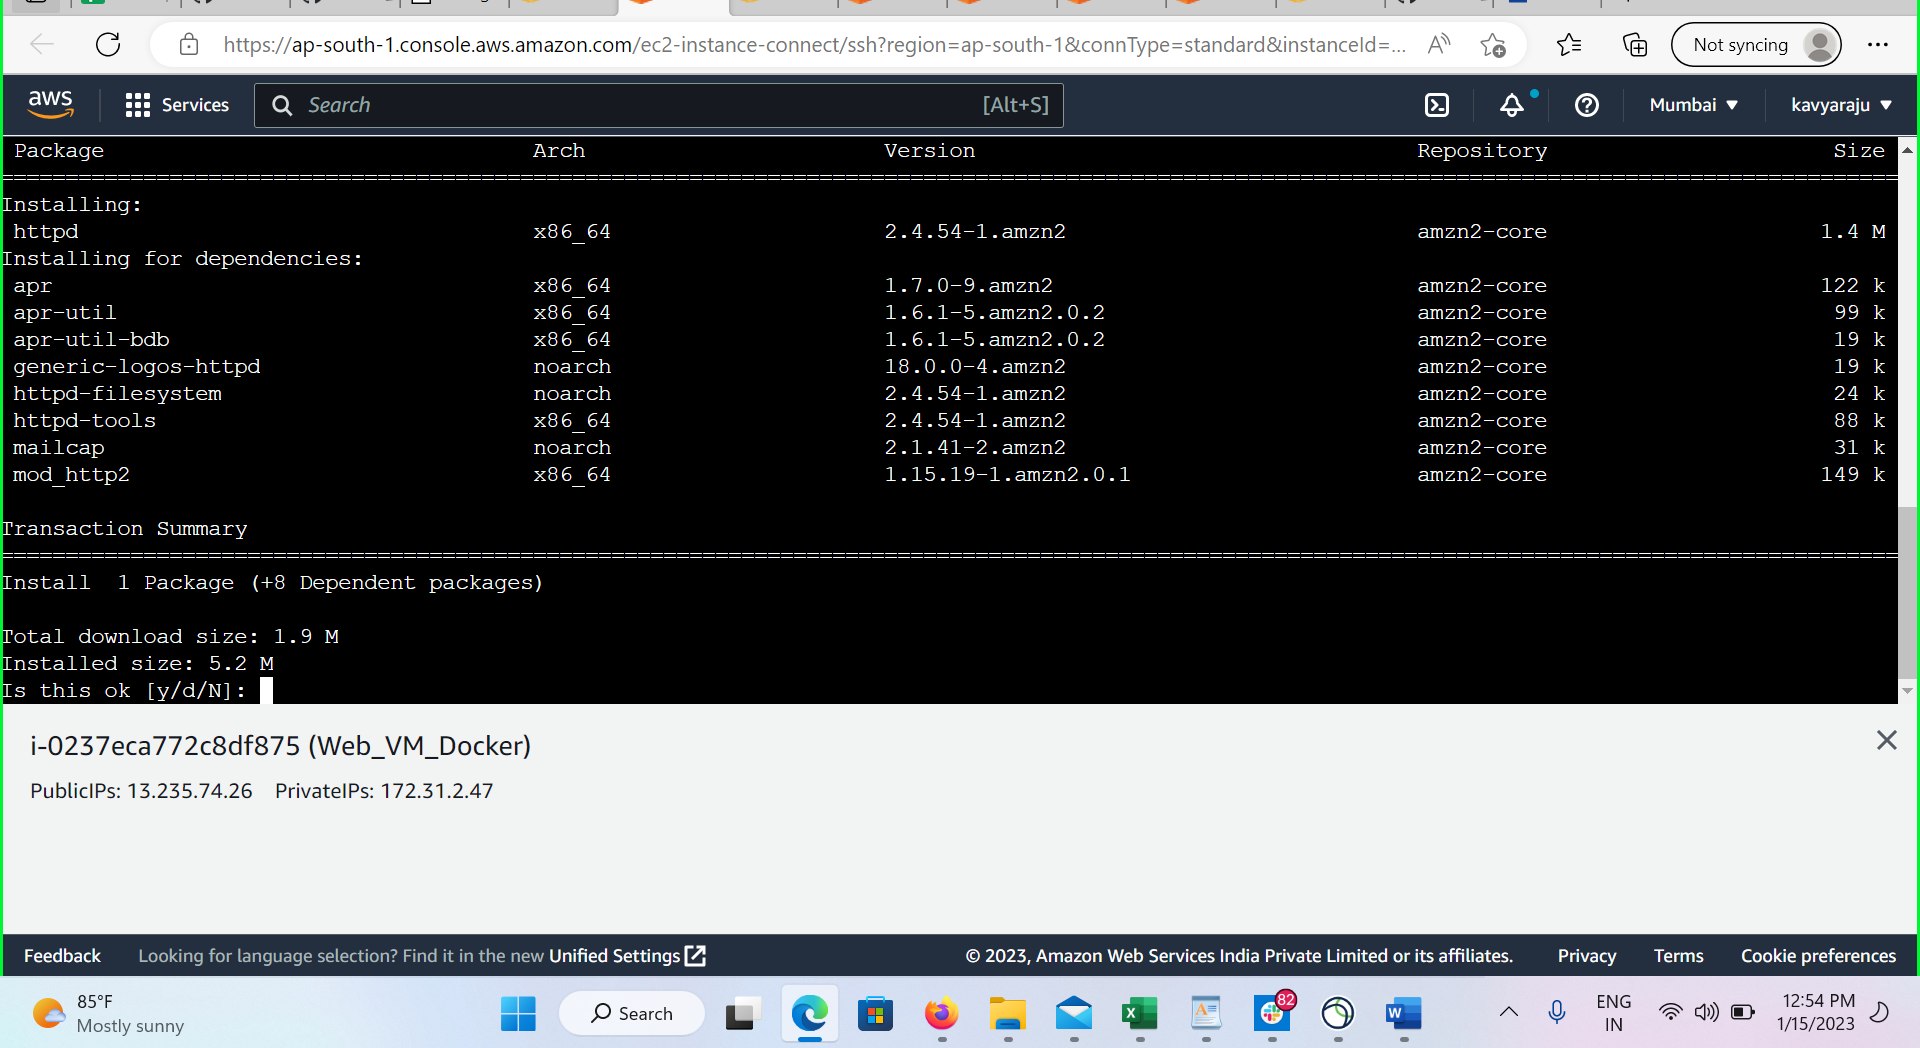 https://ap-south-1.console.aws.amazon.com/ec2-instance-connect/ssh?region=ap-south-1&connType=standard&instanceId=...
Not syncing
aws
Services
Search
[Alt+S]
Mumbai
kavyaraju
Package Arch Version Repository Size
Installing:
httpd x86_64 2.4.54-1.amzn2 amzn2-core 1.4 M
Installing for dependencies:
apr x86_64 1.7.0-9.amzn2 amzn2-core 122 k
apr-util x86_64 1.6.1-5.amzn2.0.2 amzn2-core 99 k
apr-util-bdb x86_64 1.6.1-5.amzn2.0.2 amzn2-core 19 k
generic-logos-httpd noarch 18.0.0-4.amzn2 amzn2-core 19 k
httpd-filesystem noarch 2.4.54-1.amzn2 amzn2-core 24 k
httpd-tools x86_64 2.4.54-1.amzn2 amzn2-core 88 k
mailcap noarch 2.1.41-2.amzn2 amzn2-core 31 k
mod_http2 x86_64 1.15.19-1.amzn2.0.1 amzn2-core 149 k
Transaction Summary
Install 1 Package (+8 Dependent packages)
Total download size: 1.9 M
Installed size: 5.2 M
Is this ok [y/d/N]:
i-0237eca772c8df875 (Web_VM_Docker)
PublicIPs: 13.235.74.26 PrivateIPs: 172.31.2.47
Feedback Looking for language selection? Find it in the new Unified Settings © 2023, Amazon Web Services India Private Limited or its affiliates. Privacy Terms Cookie preferences
85°F
Mostly sunny
Search
82
ENG
IN
12:54 PM
1/15/2023